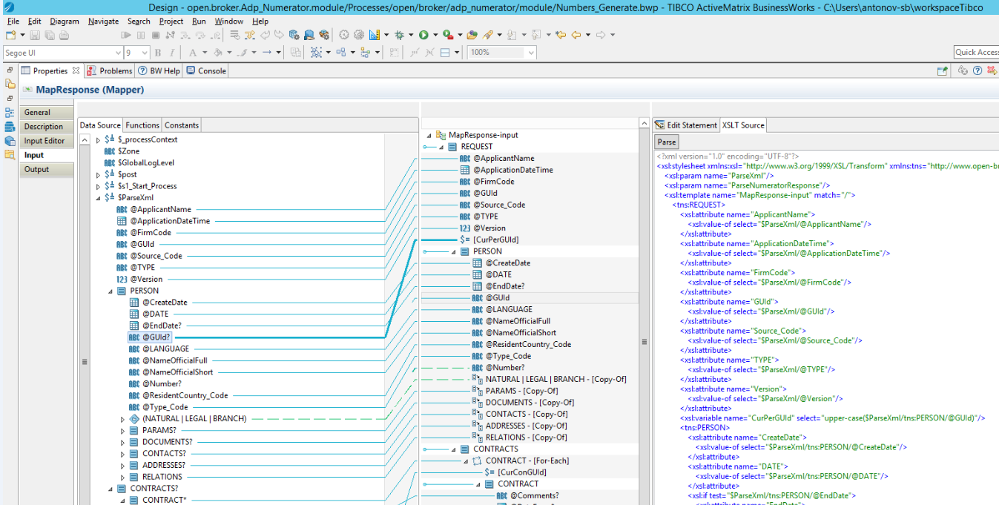 Design - open.broker.Adp_Numerator.module/Processes/open/broker/adp_numerator/module/Numbers_Generate.bwp - TIBCO ActiveMatrix BusinessWorks - C:\Users\antonov-sb\workspaceTibco
File Edit Diagram Navigate Search Project Run Window Help
Segoe UI 9 B I A 100% Quick Access
Properties Problems BW Help Console
MapResponse (Mapper)
General
Description
Input Editor
Input
Output
Data Source Functions Constants
$_processContext
$Zone
$GlobalLogLevel
$post
$s1_Start_Process
$ParseXml
@ApplicantName
@ApplicationDateTime
@FirmCode
@GUId
@Source_Code
@TYPE
@Version
PERSON
@CreateDate
@DATE
@EndDate?
@GUId?
@LANGUAGE
@NameOfficialFull
@NameOfficialShort
@Number?
@ResidentCountry_Code
@Type_Code
(NATURAL | LEGAL | BRANCH)
PARAMS?
DOCUMENTS?
CONTACTS?
ADDRESSES?
RELATIONS
CONTRACTS?
CONTRACT*
MapResponse-input
REQUEST
@ApplicantName
@ApplicationDateTime
@FirmCode
@GUId
@Source_Code
@TYPE
@Version
[CurPerGUId]
PERSON
@CreateDate
@DATE
@EndDate?
@GUId
@LANGUAGE
@NameOfficialFull
@NameOfficialShort
@ResidentCountry_Code
@Type_Code
@Number?
NATURAL | LEGAL | BRANCH - [Copy-Of]
PARAMS - [Copy-Of]
DOCUMENTS - [Copy-Of]
CONTACTS - [Copy-Of]
ADDRESSES - [Copy-Of]
RELATIONS - [Copy-Of]
CONTRACTS
CONTRACT - [For-Each]
[CurConGUId]
CONTRACT
@Comments?
Edit Statement XSLT Source
Parse
<?xml version="1.0" encoding="UTF-8"?>
<xsl:stylesheet xmlns:xsl="http://www.w3.org/1999/XSL/Transform" xmlns:tns="http://www.open-br
<xsl:param name="ParseXml"/>
<xsl:param name="ParseNumeratorResponse"/>
<xsl:template name="MapResponse-input" match="/">
<tns:REQUEST>
<xsl:attribute name="ApplicantName">
<xsl:value-of select="$ParseXml/@ApplicantName"/>
</xsl:attribute>
<xsl:attribute name="ApplicationDateTime">
<xsl:value-of select="$ParseXml/@ApplicationDateTime"/>
</xsl:attribute>
<xsl:attribute name="FirmCode">
<xsl:value-of select="$ParseXml/@FirmCode"/>
</xsl:attribute>
<xsl:attribute name="GUId">
<xsl:value-of select="$ParseXml/@GUId"/>
</xsl:attribute>
<xsl:attribute name="Source_Code">
<xsl:value-of select="$ParseXml/@Source_Code"/>
</xsl:attribute>
<xsl:attribute name="TYPE">
<xsl:value-of select="$ParseXml/@TYPE"/>
</xsl:attribute>
<xsl:attribute name="Version">
<xsl:value-of select="$ParseXml/@Version"/>
</xsl:attribute>
<xsl:variable name="CurPerGUId" select="upper-case($ParseXml/tns:PERSON/@GUId)"/>
<tns:PERSON>
<xsl:attribute name="CreateDate">
<xsl:value-of select="$ParseXml/tns:PERSON/@CreateDate"/>
</xsl:attribute>
<xsl:attribute name="DATE">
<xsl:value-of select="$ParseXml/tns:PERSON/@DATE"/>
</xsl:attribute>
<xsl:if test="$ParseXml/tns:PERSON/@EndDate">
<xsl:attribute name="EndDate">